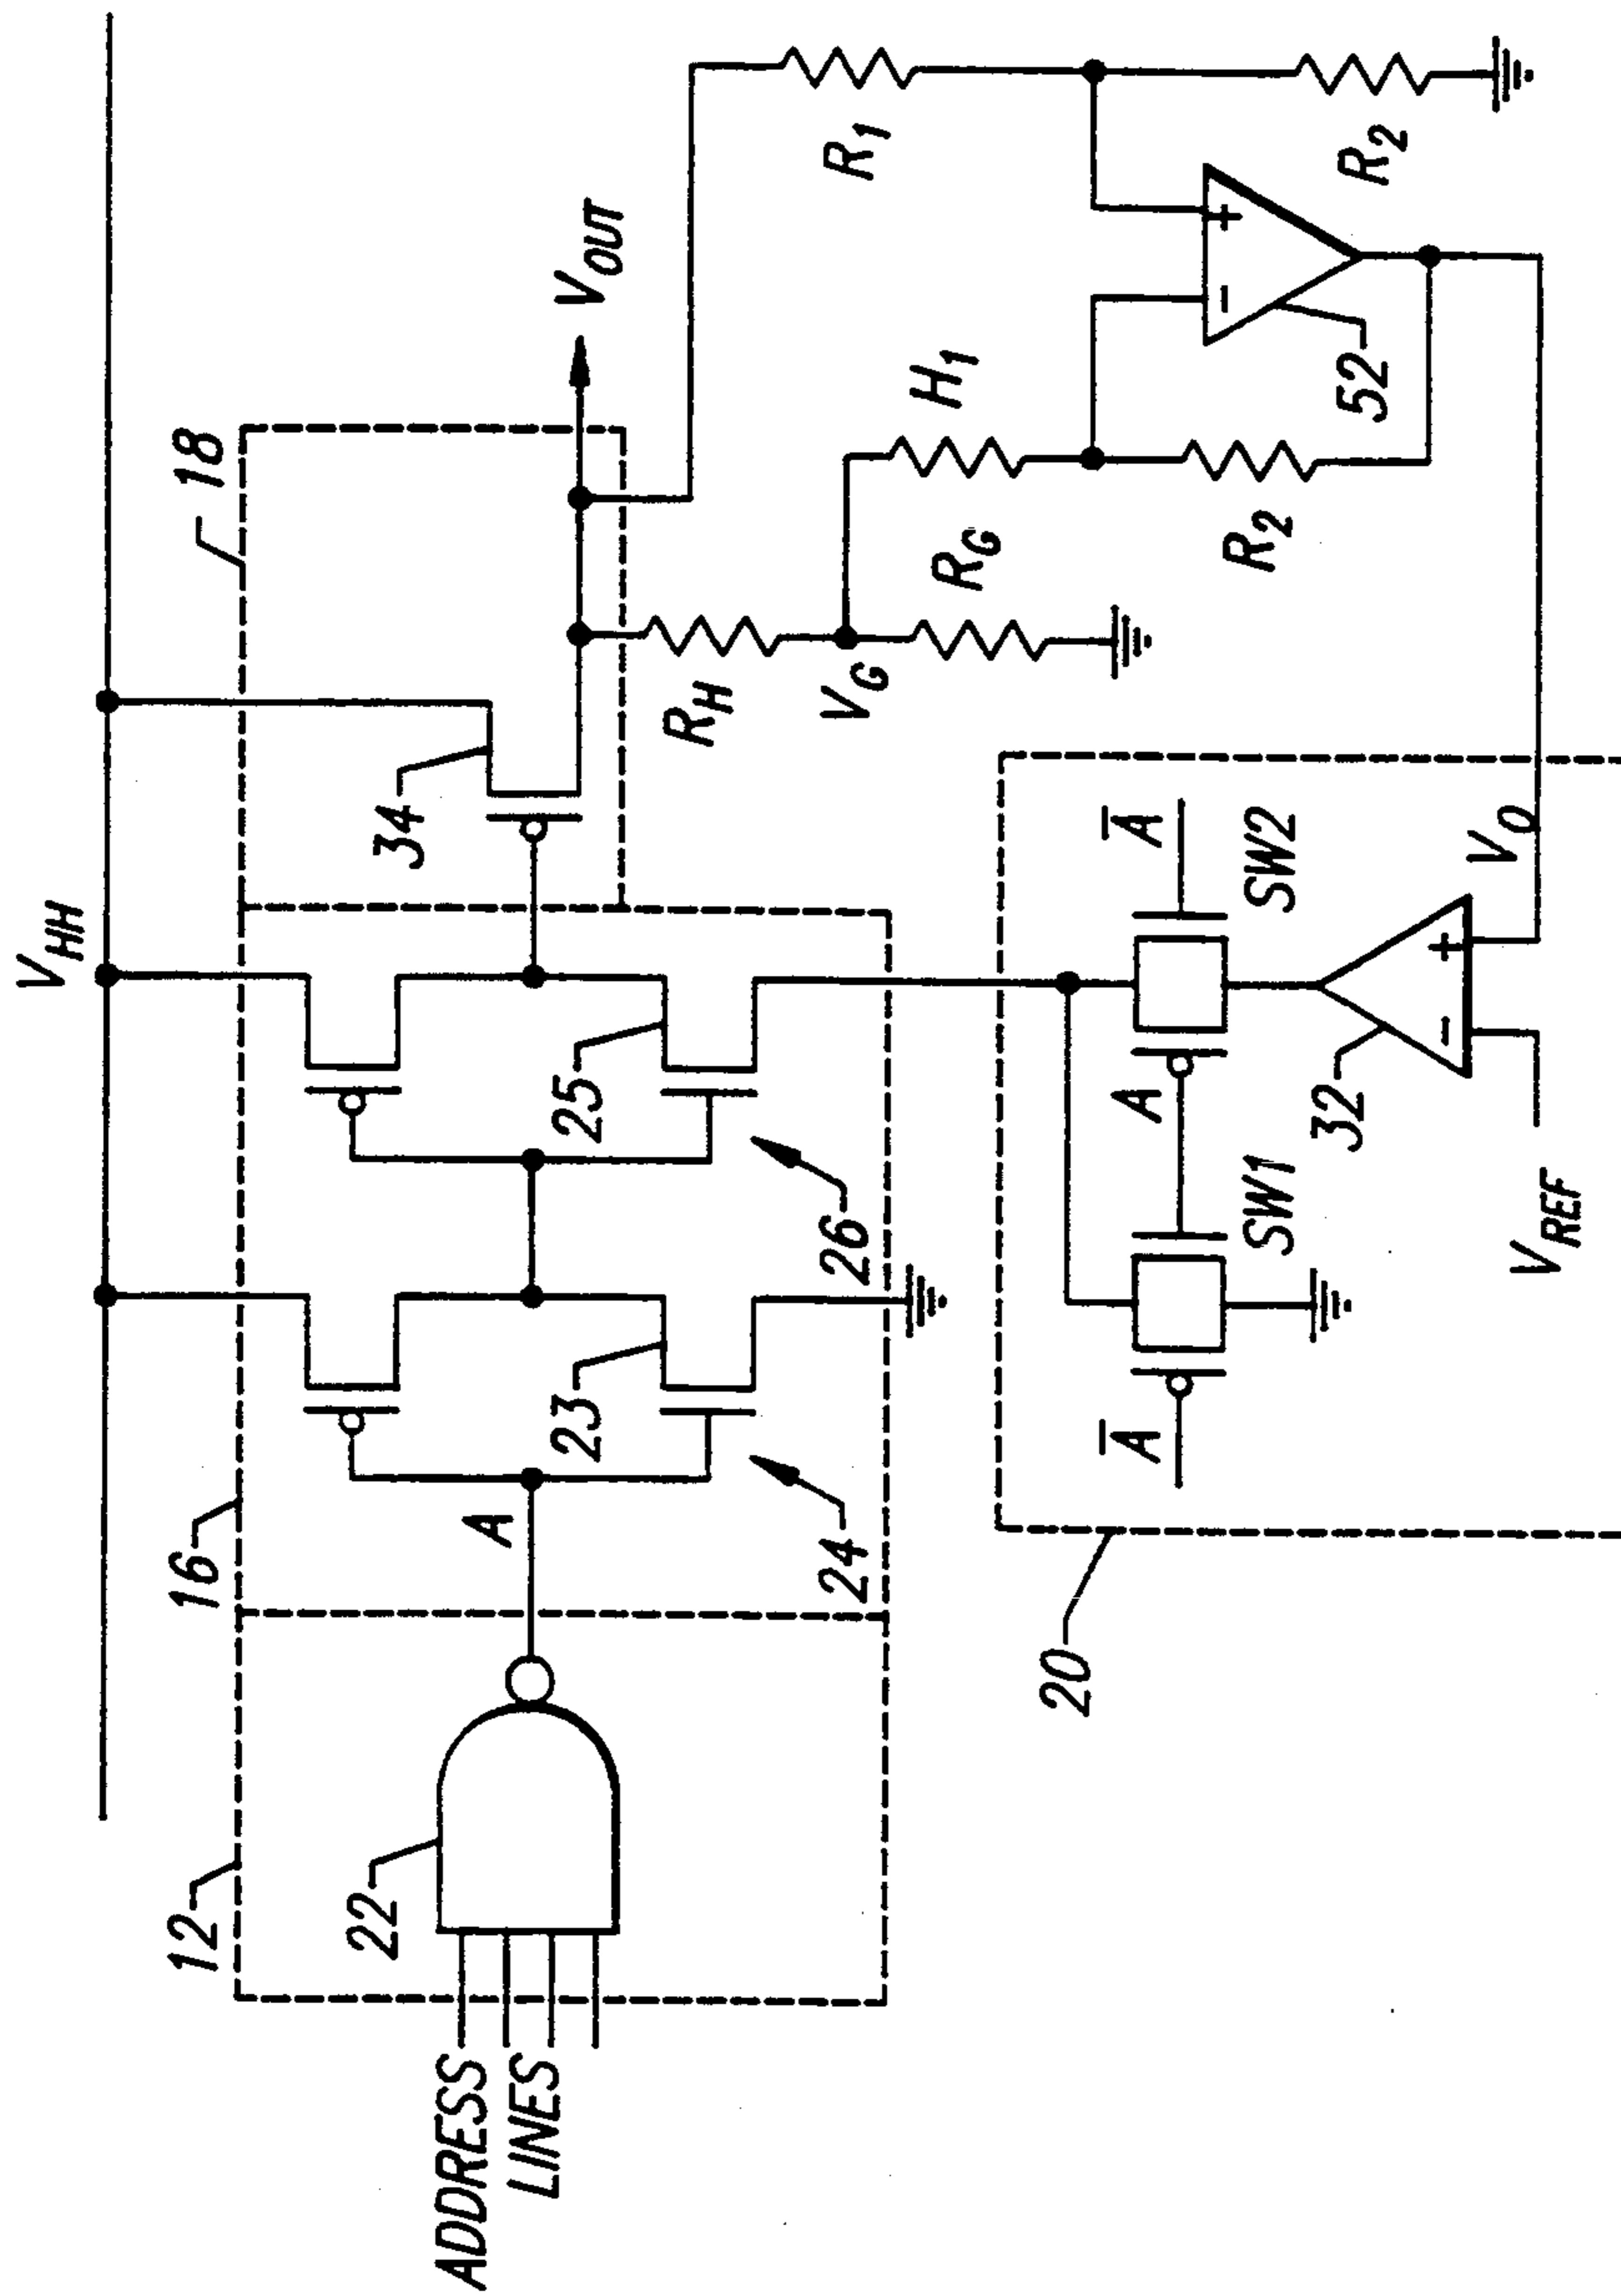 V_HH
12
16
18
22
ADDRESS
LINES
A
23
24
25
26
34
V_OUT
R_H
V_G
R_G
H_1
R_1
R_2
R_2
52
+
−
20
A̅
SW1
A
SW2
A̅
32
−
+
V_REF
V_O